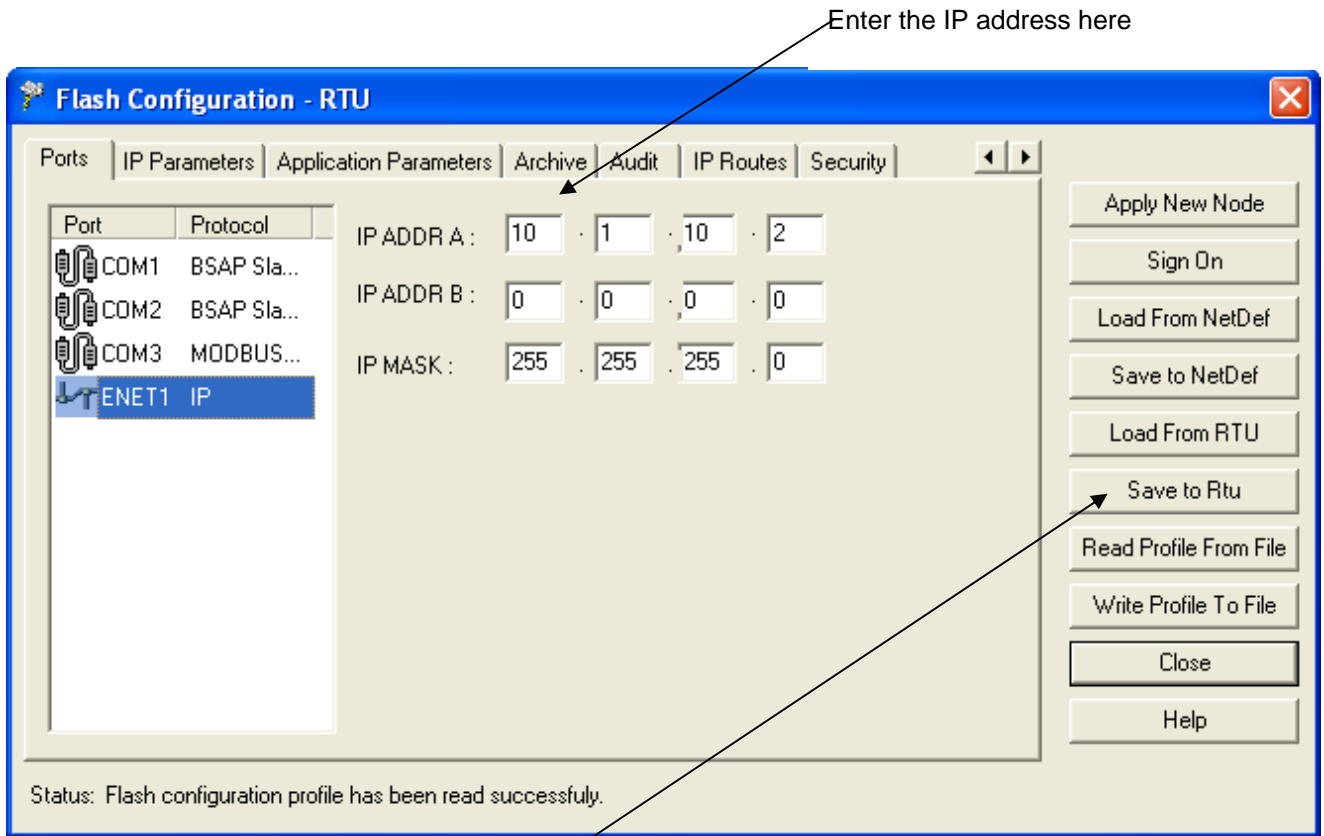 Enter the IP address here
Flash Configuration - RTU
Ports IP Parameters Application Parameters Archive Audit IP Routes Security
Port Protocol
COM1 BSAP Sla...
COM2 BSAP Sla...
COM3 MODBUS...
ENET1 IP
IP ADDR A : 10 . 1 . 10 . 2
IP ADDR B : 0 . 0 . 0 . 0
IP MASK : 255 . 255 . 255 . 0
Apply New Node
Sign On
Load From NetDef
Save to NetDef
Load From RTU
Save to Rtu
Read Profile From File
Write Profile To File
Close
Help
Status: Flash configuration profile has been read successfuly.